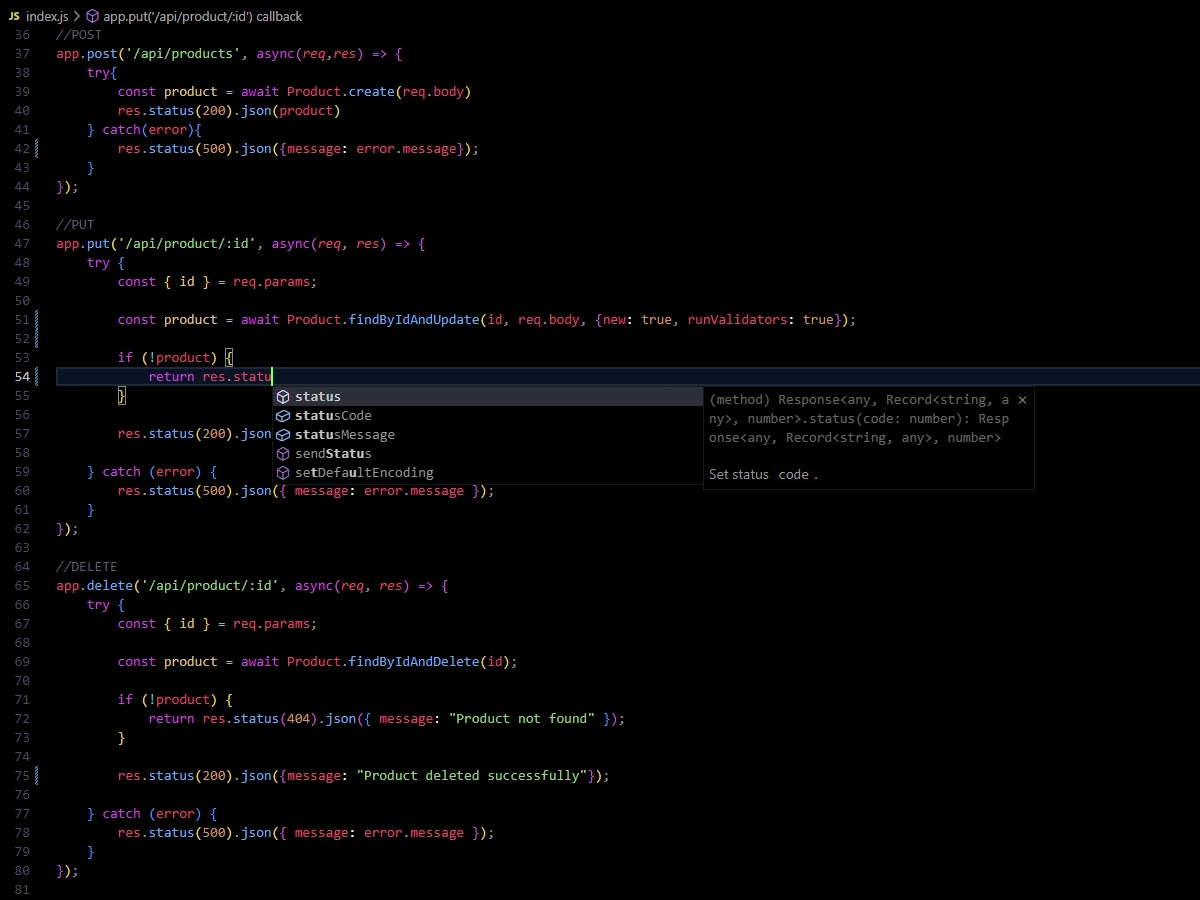 JS index.js > app.put('/api/product/:id') callback
36 //POST
37 app.post('/api/products', async(req,res) => {
38     try{
39         const product = await Product.create(req.body)
40         res.status(200).json(product)
41     } catch(error){
42         res.status(500).json({message: error.message});
43     }
44 });
45
46 //PUT
47 app.put('/api/product/:id', async(req, res) => {
48     try {
49         const { id } = req.params;
50
51         const product = await Product.findByIdAndUpdate(id, req.body, {new: true, runValidators: true});
52
53         if (!product) {
54             return res.statu
55         }
56
57         res.status(200).json
58
59     } catch (error) {
60         res.status(500).json({ message: error.message });
61     }
62 });
63
64 //DELETE
65 app.delete('/api/product/:id', async(req, res) => {
66     try {
67         const { id } = req.params;
68
69         const product = await Product.findByIdAndDelete(id);
70
71         if (!product) {
72             return res.status(404).json({ message: "Product not found" });
73         }
74
75         res.status(200).json({message: "Product deleted successfully"});
76
77     } catch (error) {
78         res.status(500).json({ message: error.message });
79     }
80 });
81
status
statusCode
statusMessage
sendStatus
setDefaultEncoding
(method) Response<any, Record<string, a
ny>, number>.status(code: number): Resp
onse<any, Record<string, any>, number>
Set status code .